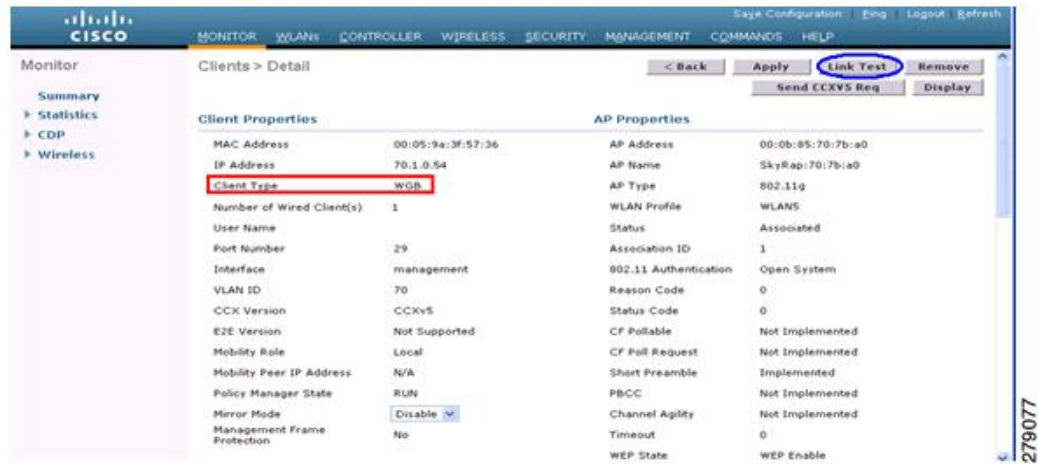 Save Configuration Ping Logout Refresh
CISCO
MONITOR WLANs CONTROLLER WIRELESS SECURITY MANAGEMENT COMMANDS HELP
Monitor
Summary
Statistics
CDP
Wireless
Clients > Detail
< Back Apply Link Test Remove
Send CCXV5 Req Display
Client Properties
MAC Address 00:05:9a:3f:57:36
IP Address 70.1.0.54
Client Type WGB
Number of Wired Client(s) 1
User Name
Port Number 29
Interface management
VLAN ID 70
CCX Version CCXv5
E2E Version Not Supported
Mobility Role Local
Mobility Peer IP Address N/A
Policy Manager State RUN
Mirror Mode Disable
Management Frame
Protection No
AP Properties
AP Address 00:0b:85:70:7b:a0
AP Name SkyRap:70:7b:a0
AP Type 802.11g
WLAN Profile WLAN5
Status Associated
Association ID 1
802.11 Authentication Open System
Reason Code 0
Status Code 0
CF Pollable Not Implemented
CF Poll Request Not Implemented
Short Preamble Implemented
PBCC Not Implemented
Channel Agility Not Implemented
Timeout 0
WEP State WEP Enable
279077